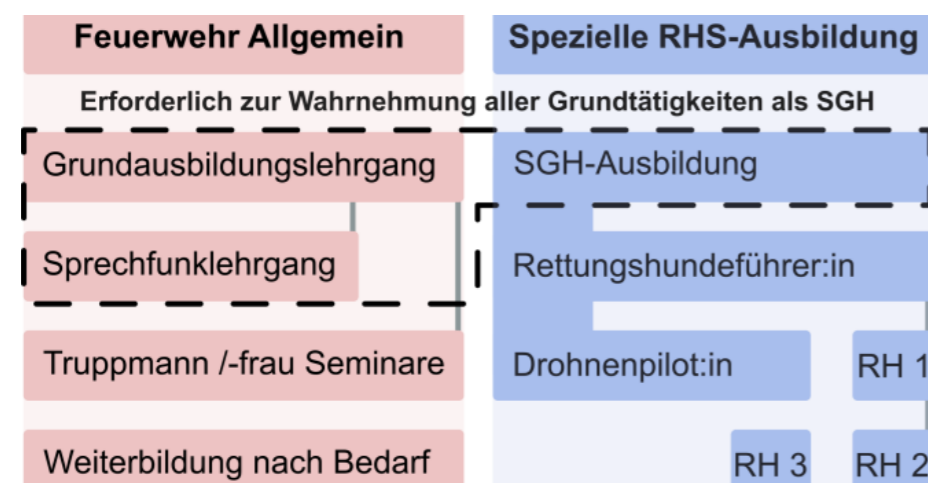 Feuerwehr Allgemein
Spezielle RHS-Ausbildung
Erforderlich zur Wahrnehmung aller Grundtätigkeiten als SGH
Grundausbildungslehrgang
SGH-Ausbildung
Sprechfunklehrgang
Rettungshundeführer:in
Truppmann /-frau Seminare
Drohnenpilot:in
RH 1
Weiterbildung nach Bedarf
RH 3
RH 2